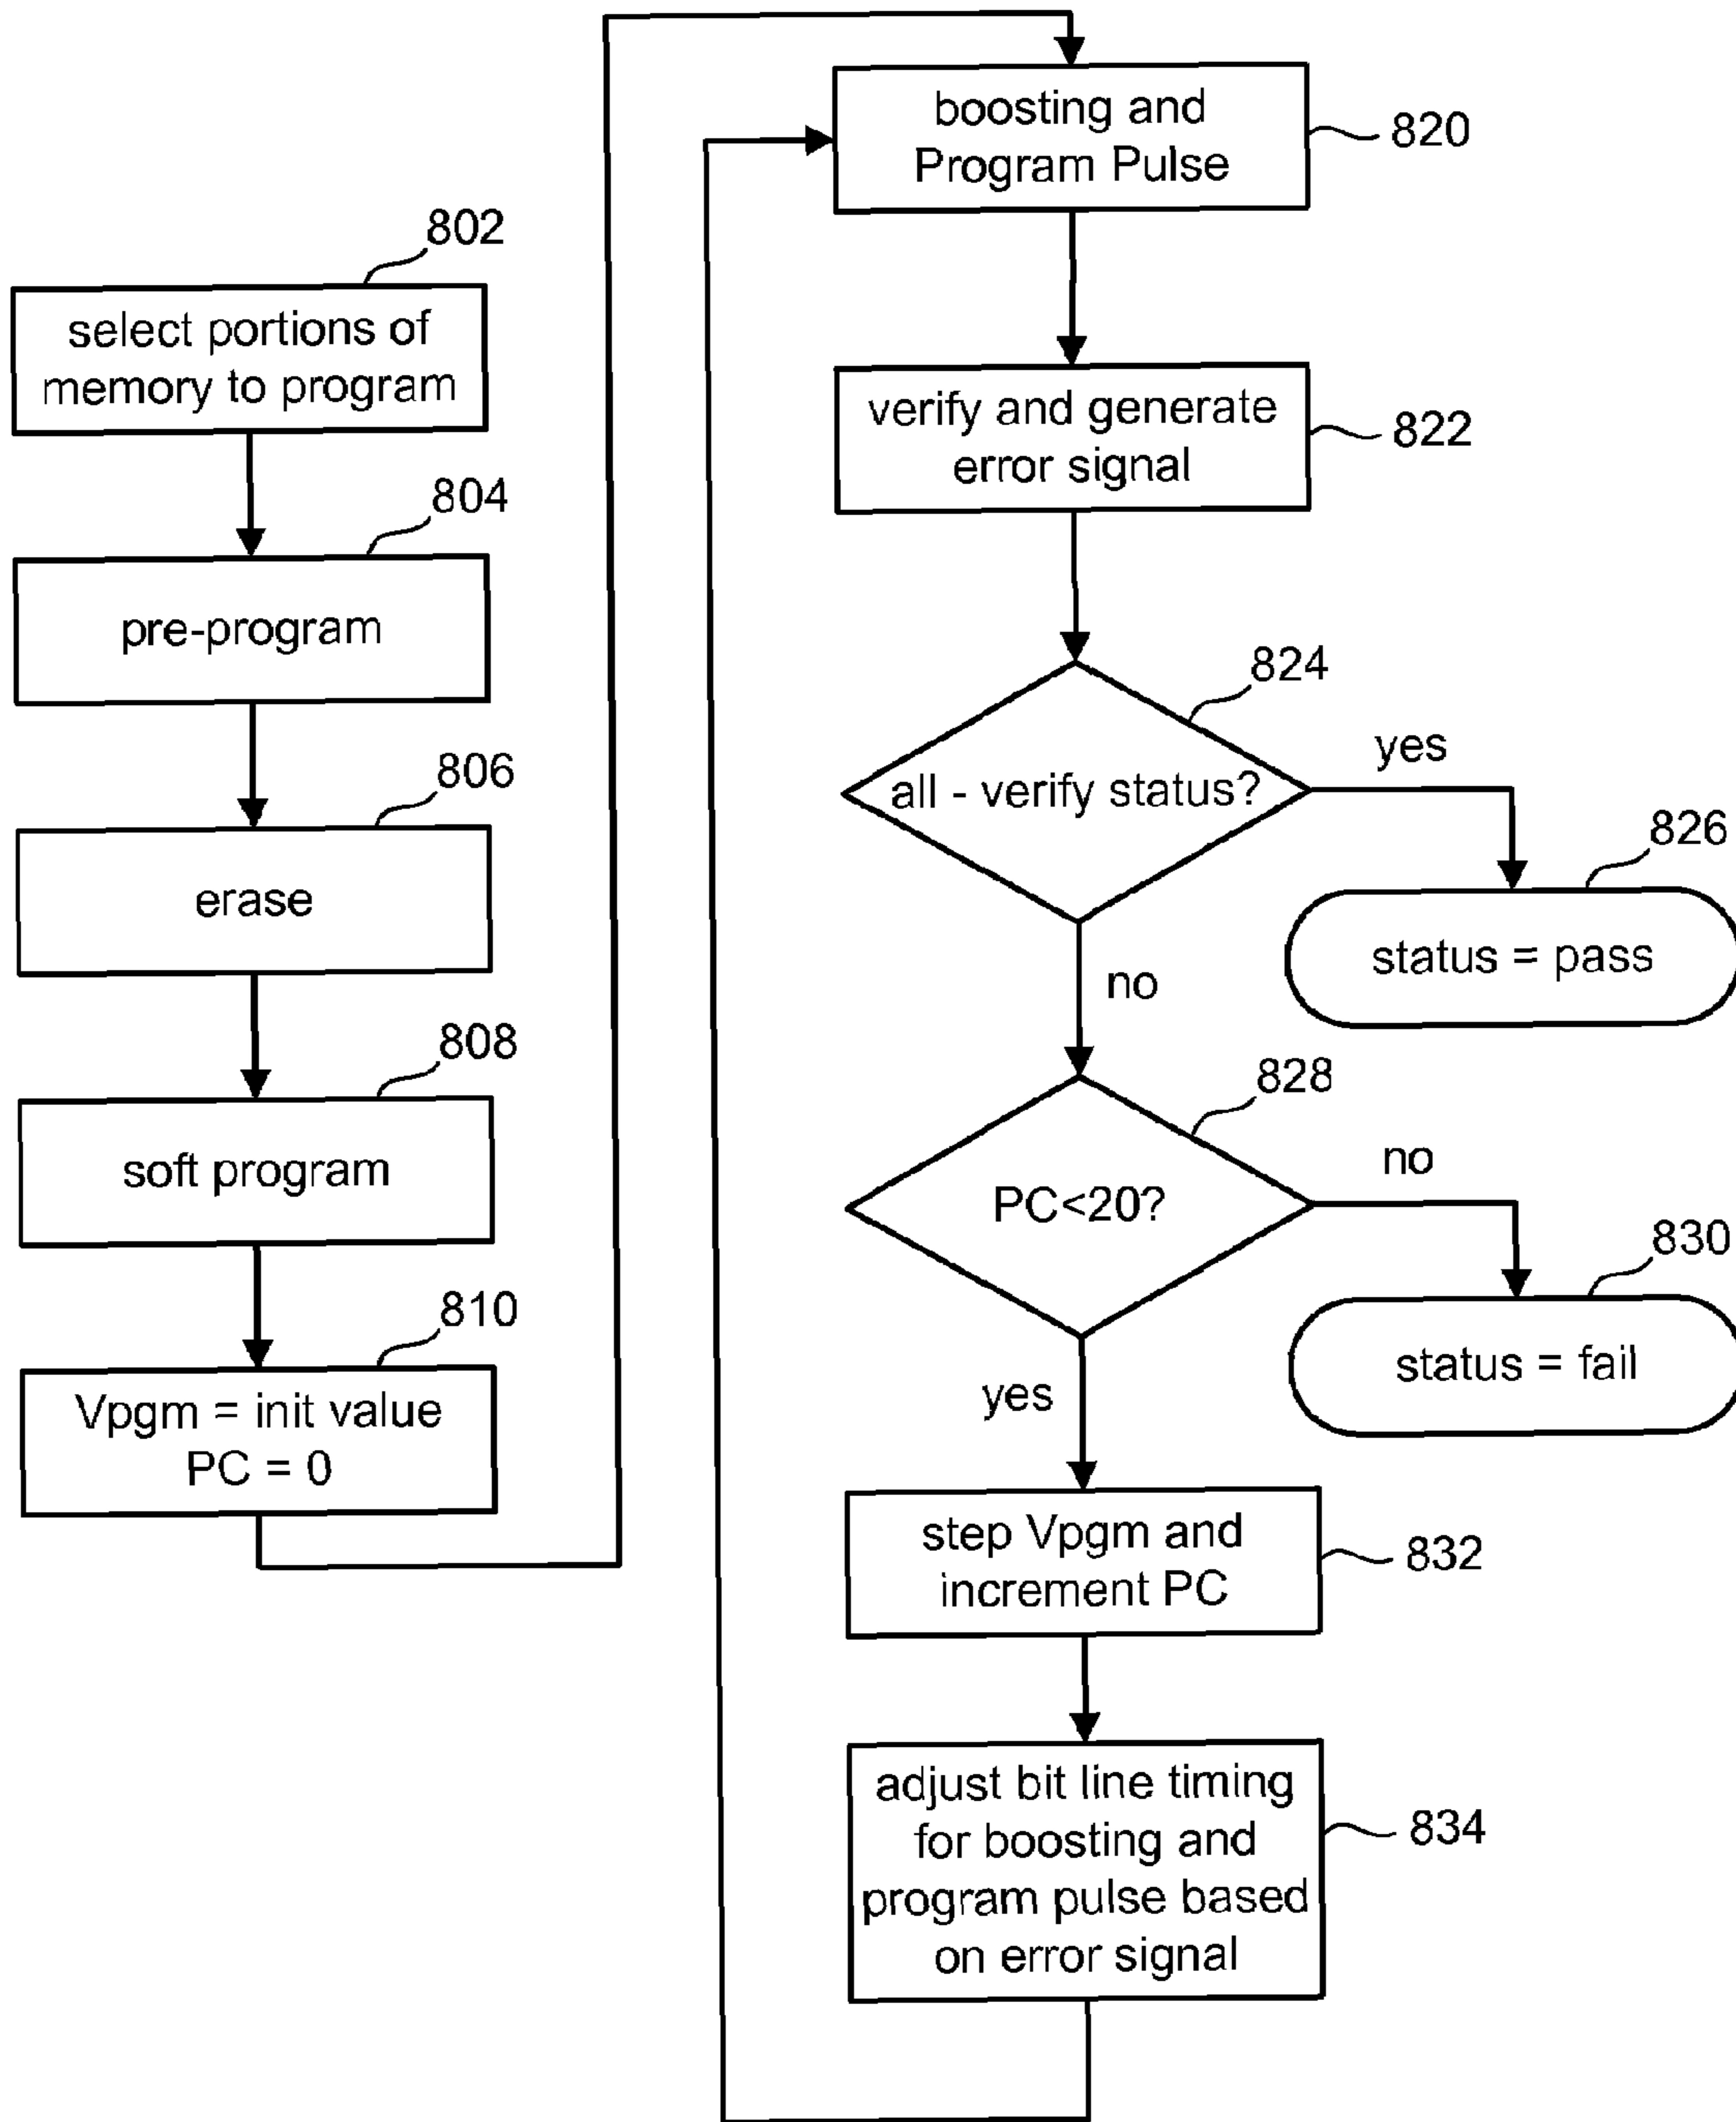 802
select portions of
memory to program
804
pre-program
806
erase
808
soft program
810
Vpgm = init value
PC = 0
boosting and
Program Pulse
820
verify and generate
error signal
822
824
all - verify status?
yes
826
status = pass
no
828
PC<20?
no
830
status = fail
yes
step Vpgm and
increment PC
832
adjust bit line timing
for boosting and
program pulse based
on error signal
834